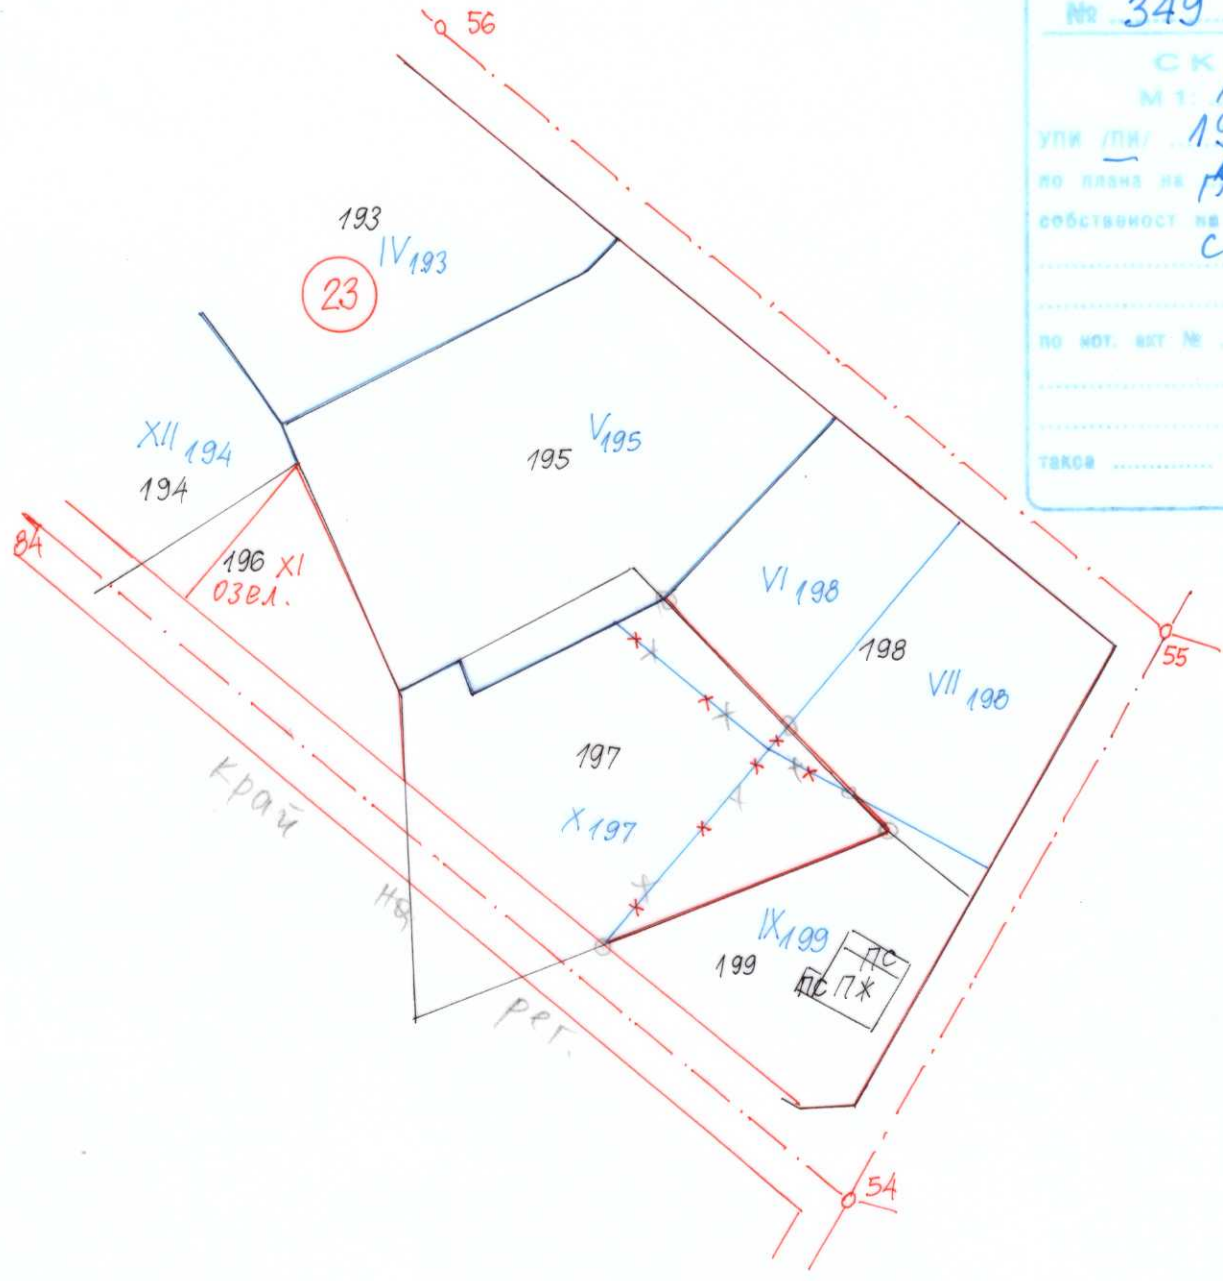 56
№ 349
СК
М 1:
УПИ /ПИ/
по плана на
собственост на
по нот. акт №
такса
193
IV 193
23
XII 194
194
V 195
195
84
196 XI
озел.
VI 198
198
VII 198
55
197
X 197
край
на
рег.
IX 199
199
ПС
ПС ПЖ
54